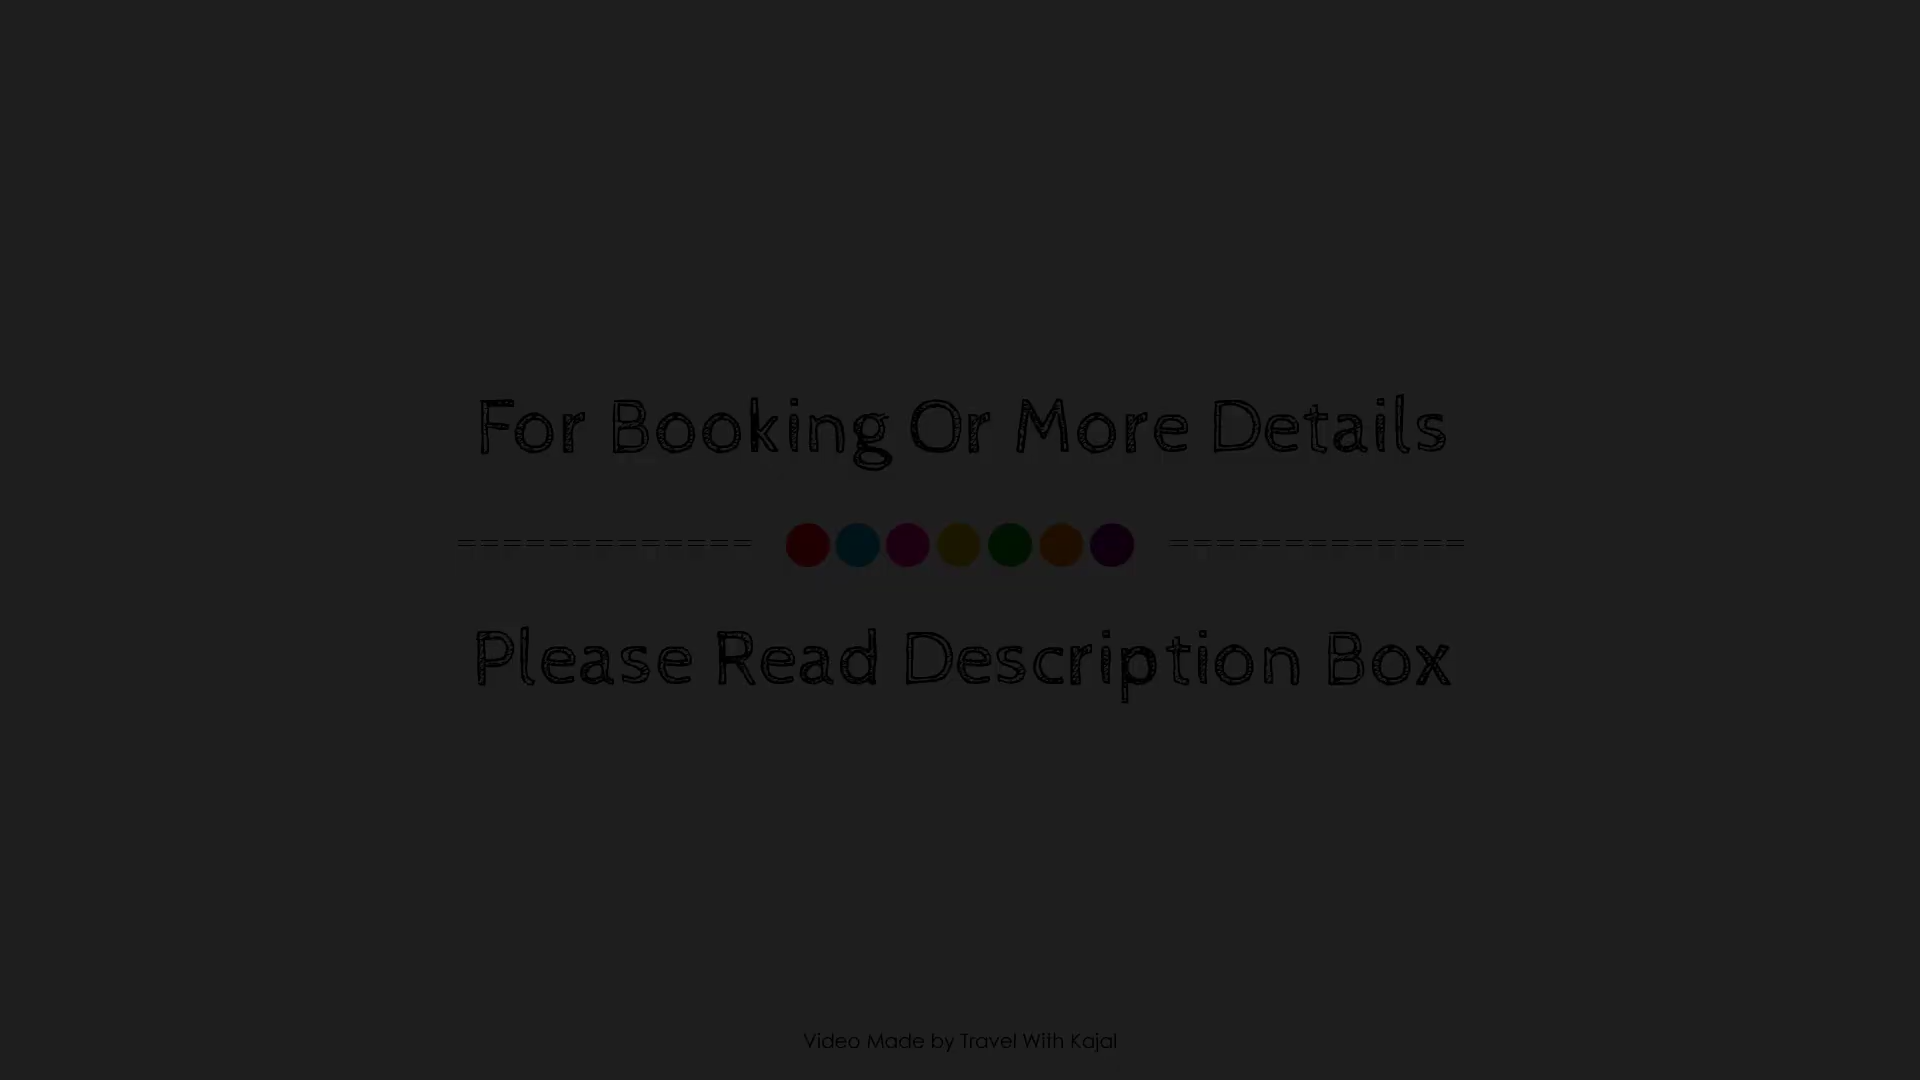 For Booking Or More Details
============= =============
Please Read Description Box
Video Made by Travel With Kajal